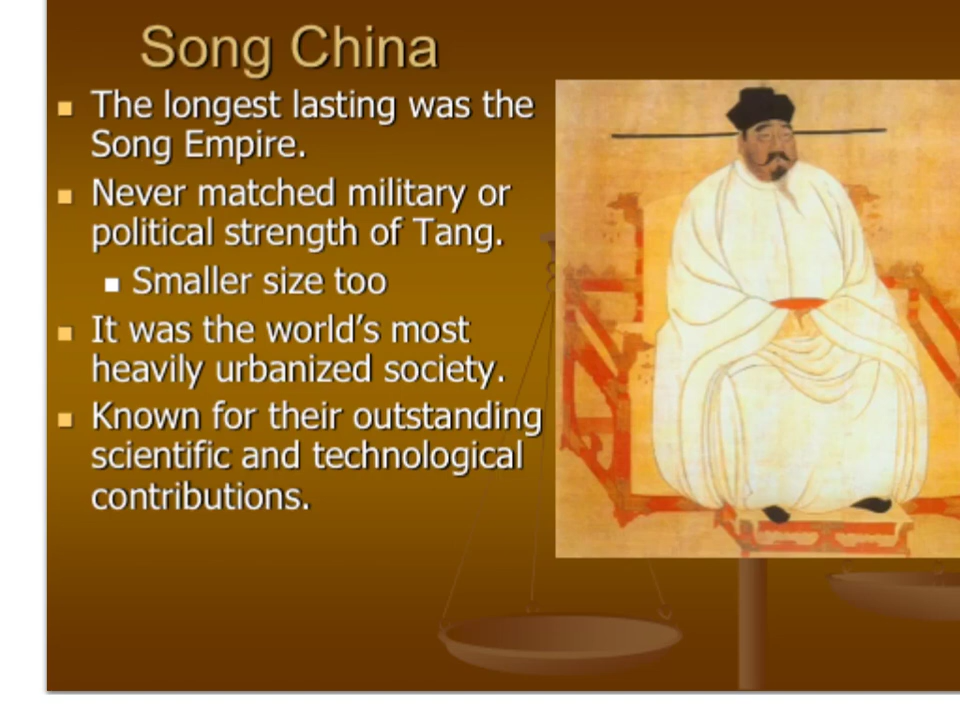 Song China
The longest lasting was the
Song Empire.
Never matched military or
political strength of Tang.
Smaller size too
It was the world's most
heavily urbanized society.
Known for their outstanding
scientific and technological
contributions.